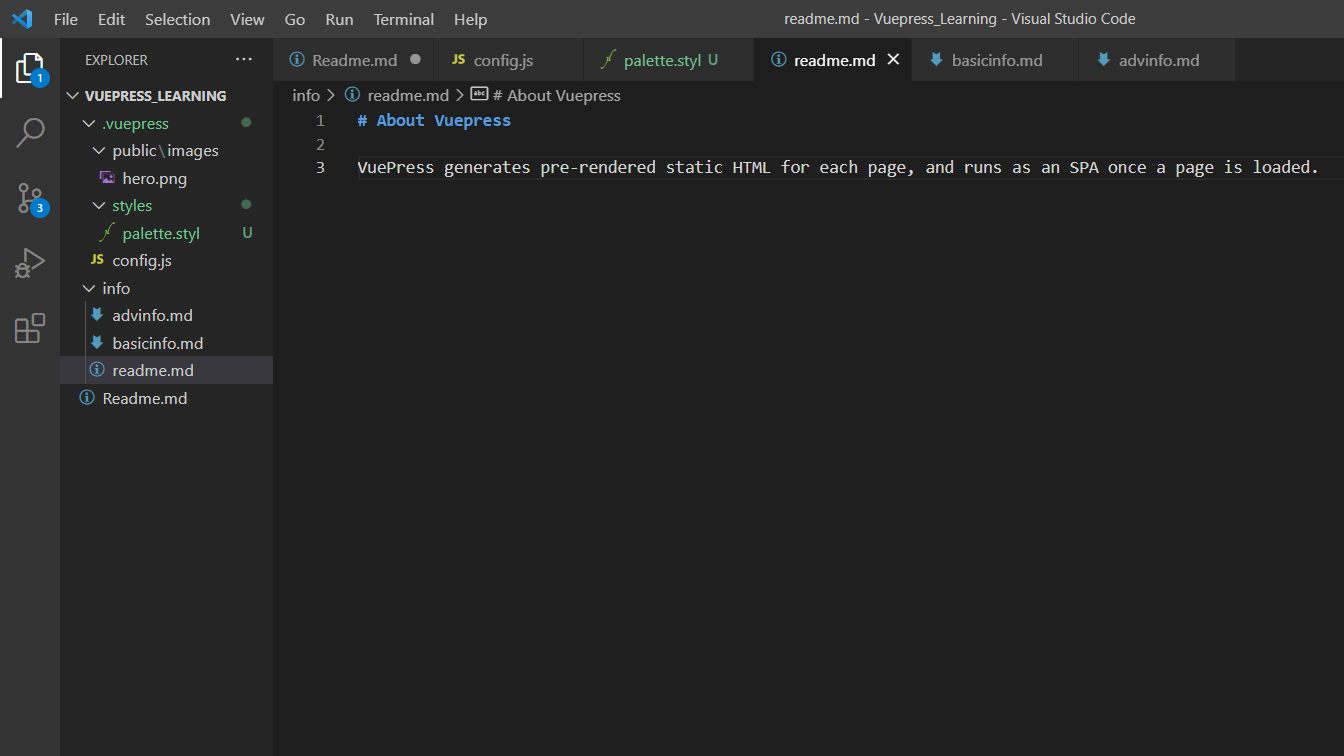 File Edit Selection View Go Run Terminal Help readme.md - Vuepress_Learning - Visual Studio Code
EXPLORER ···
Readme.md JS config.js palette.styl U readme.md basicinfo.md advinfo.md
1
3
VUEPRESS_LEARNING
.vuepress
public\images
hero.png
styles
palette.styl U
JS config.js
info
advinfo.md
basicinfo.md
readme.md
Readme.md
info > readme.md > abc # About Vuepress
1 # About Vuepress
2
3 VuePress generates pre-rendered static HTML for each page, and runs as an SPA once a page is loaded.